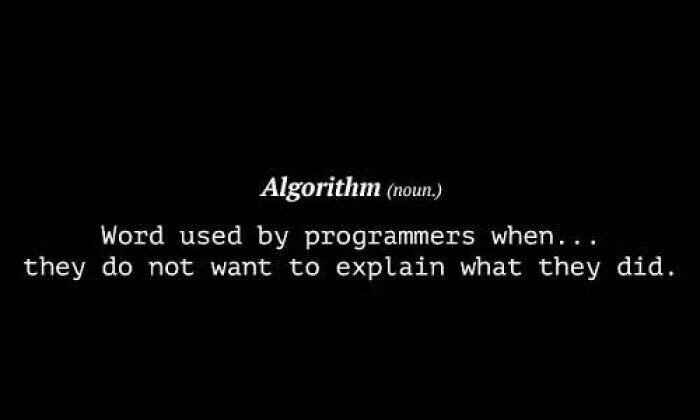 Algorithm (noun.)
Word used by programmers when...
they do not want to explain what they did.